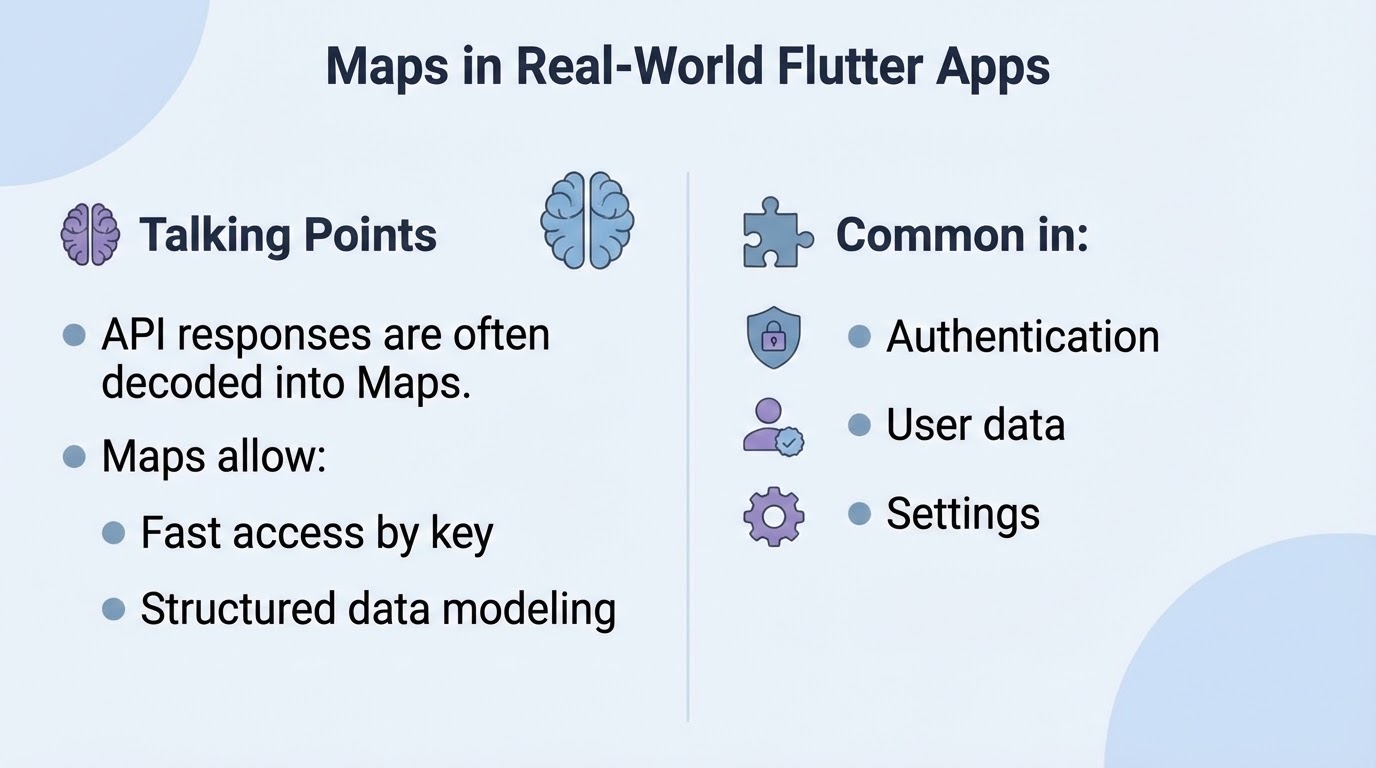 Maps in Real-World Flutter Apps
Talking Points
API responses are often
decoded into Maps.
Maps allow:
Fast access by key
Structured data modeling
Common in:
Authentication
User data
Settings